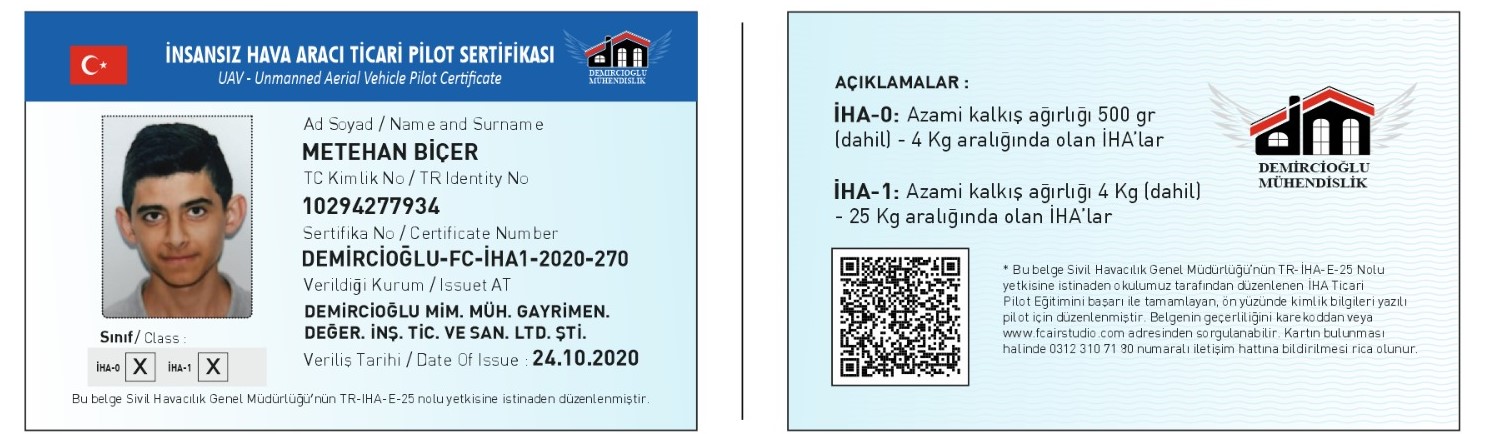 İNSANSIZ HAVA ARACI TİCARİ PİLOT SERTİFİKASI
UAV - Unmanned Aerial Vehicle Pilot Certificate
DEMİRCİOGLU
MÜHENDİSLİK
Ad Soyad / Name and Surname
METEHAN BİÇER
TC Kimlik No / TR Identity No
10294277934
Sertifika No / Certificate Number
DEMİRCİOĞLU-FC-İHA1-2020-270
Verildiği Kurum / Issuet AT
DEMİRCİOĞLU MİM. MÜH. GAYRİMEN.
DEĞER. İNŞ. TİC. VE SAN. LTD. ŞTİ.
Veriliş Tarihi / Date Of Issue : 24.10.2020
Sınıf / Class :
İHA-0 X İHA-1 X
Bu belge Sivil Havacılık Genel Müdürlüğü'nün TR-IHA-E-25 nolu yetkisine istinaden düzenlenmiştir.
AÇIKLAMALAR :
İHA-0: Azami kalkış ağırlığı 500 gr
(dahil) - 4 Kg aralığında olan İHA'lar
İHA-1: Azami kalkış ağırlığı 4 Kg (dahil)
- 25 Kg aralığında olan İHA'lar
DEMİRCİOĞLU
MÜHENDİSLİK
* Bu belge Sivil Havacılık Genel Müdürlüğü'nün TR-İHA-E-25 Nolu
yetkisine istinaden okulumuz tarafından düzenlenen İHA Ticari
Pilot Eğitimini başarı ile tamamlayan, ön yüzünde kimlik bilgileri yazılı
pilot için düzenlenmiştir. Belgenin geçerliliğini karekoddan veya
www.fcairstudio.com adresinden sorgulanabilir. Kartın bulunması
halinde 0312 310 71 90 numaralı iletişim hattına bildirilmesi rica olunur.